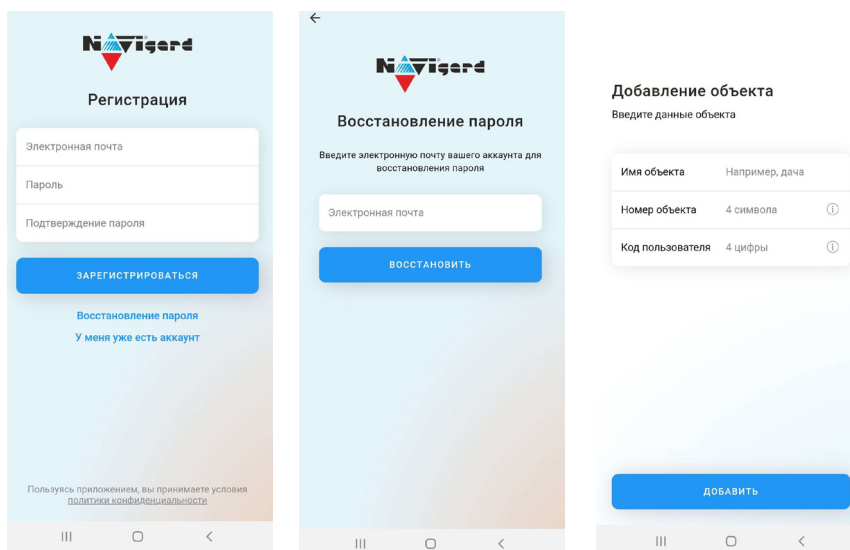 Navigard
Регистрация
Электронная почта
Пароль
Подтверждение пароля
ЗАРЕГИСТРИРОВАТЬСЯ
Восстановление пароля
У меня уже есть аккаунт
Пользуясь приложением, вы принимаете условия
политики конфиденциальности
Navigard
Восстановление пароля
Введите электронную почту вашего аккаунта для
восстановления пароля
Электронная почта
ВОССТАНОВИТЬ
Добавление объекта
Введите данные объекта
Имя объекта Например, дача
Номер объекта 4 символа
Код пользователя 4 цифры
ДОБАВИТЬ